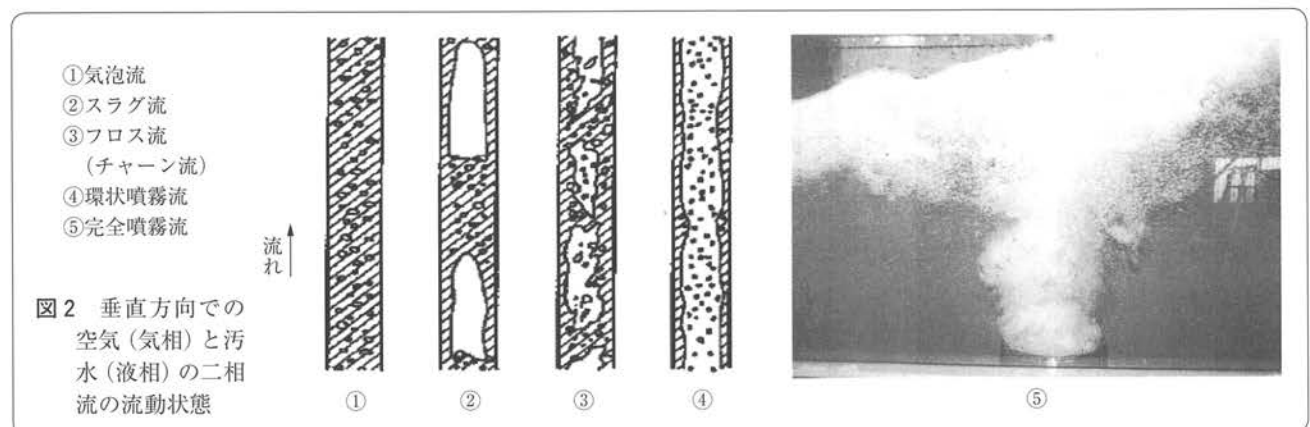 ①気泡流
②スラグ流
③フロス流
(チャーン流)
④環状噴霧流
⑤完全噴霧流
流れ
図2 垂直方向での
空気(気相)と汚
水(液相)の二相
流の流動状態
①
②
③
④
⑤